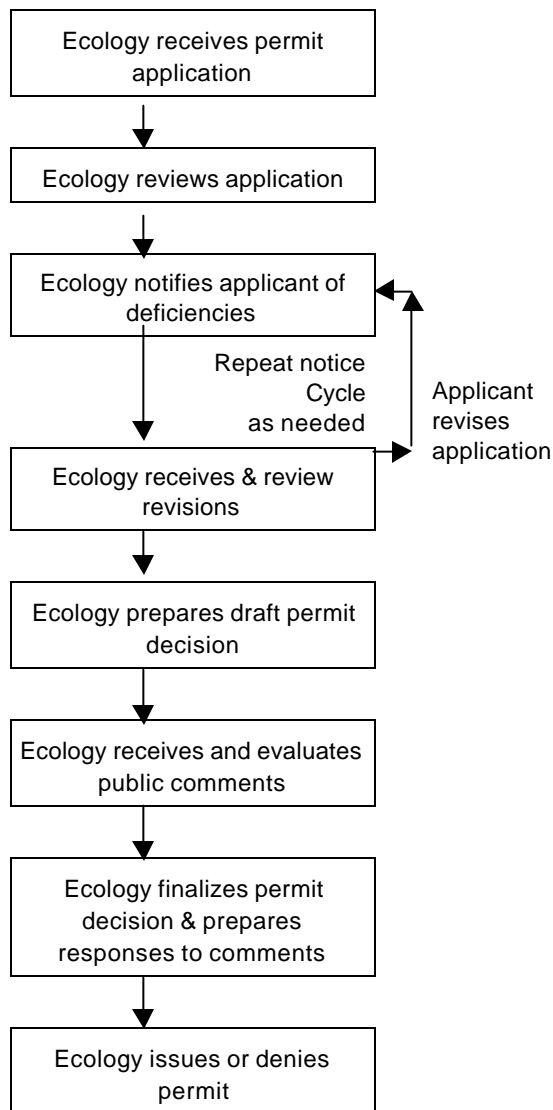 Ecology receives permit
application
Ecology reviews application
Ecology notifies applicant of
deficiencies
Repeat notice
Cycle
as needed
Applicant
revises
application
Ecology receives & review
revisions
Ecology prepares draft permit
decision
Ecology receives and evaluates
public comments
Ecology finalizes permit
decision & prepares
responses to comments
Ecology issues or denies
permit